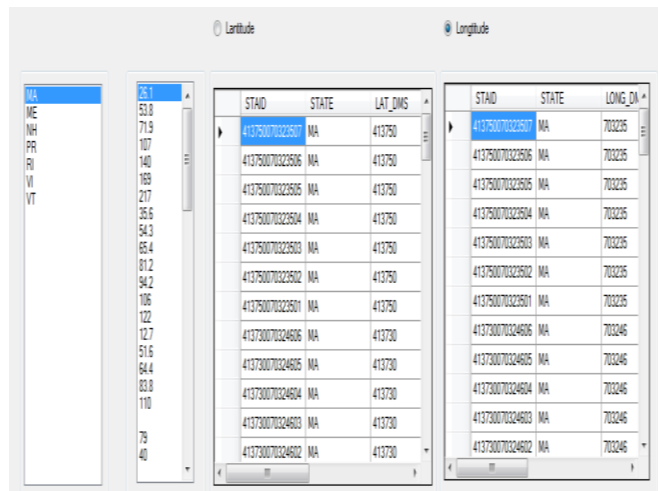 Lantitude
Longtitude
MA
ME
NH
PR
RI
VI
VT
26.1
53.8
71.9
107
140
169
217
35.6
54.3
65.4
81.2
94.2
106
122
12.7
51.6
64.4
83.8
110
79
40
STAID STATE LAT_DMS
413750070323507 MA 413750
413750070323506 MA 413750
413750070323505 MA 413750
413750070323504 MA 413750
413750070323503 MA 413750
413750070323502 MA 413750
413750070323501 MA 413750
413730070324606 MA 413730
413730070324605 MA 413730
413730070324604 MA 413730
413730070324603 MA 413730
413730070324602 MA 413730
STAID STATE LONG_DM
413750070323507 MA 703235
413750070323506 MA 703235
413750070323505 MA 703235
413750070323504 MA 703235
413750070323503 MA 703235
413750070323502 MA 703235
413750070323501 MA 703235
413730070324606 MA 703246
413730070324605 MA 703246
413730070324604 MA 703246
413730070324603 MA 703246
413730070324602 MA 703246